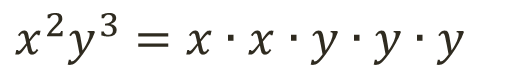 x²y³ = x · x · y · y · y